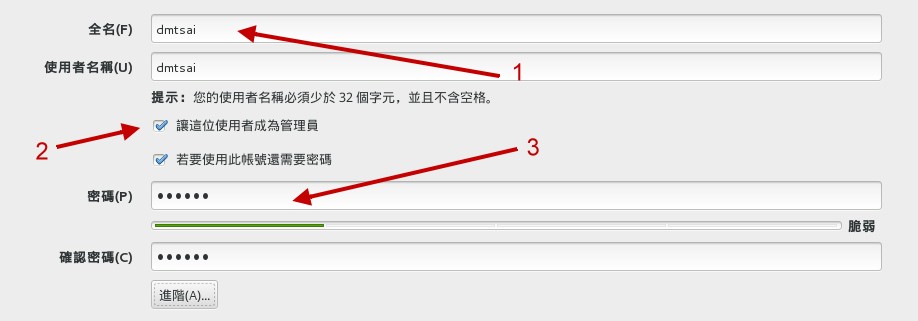 全名(F) dmtsai
1
使用者名稱(U) dmtsai
提示： 您的使用者名稱必須少於 32 個字元，並且不含空格。
2 讓這位使用者成為管理員
3
若要使用此帳號還需要密碼
密碼(P) ●●●●●●
脆弱
確認密碼(C) ●●●●●●
進階(A)...